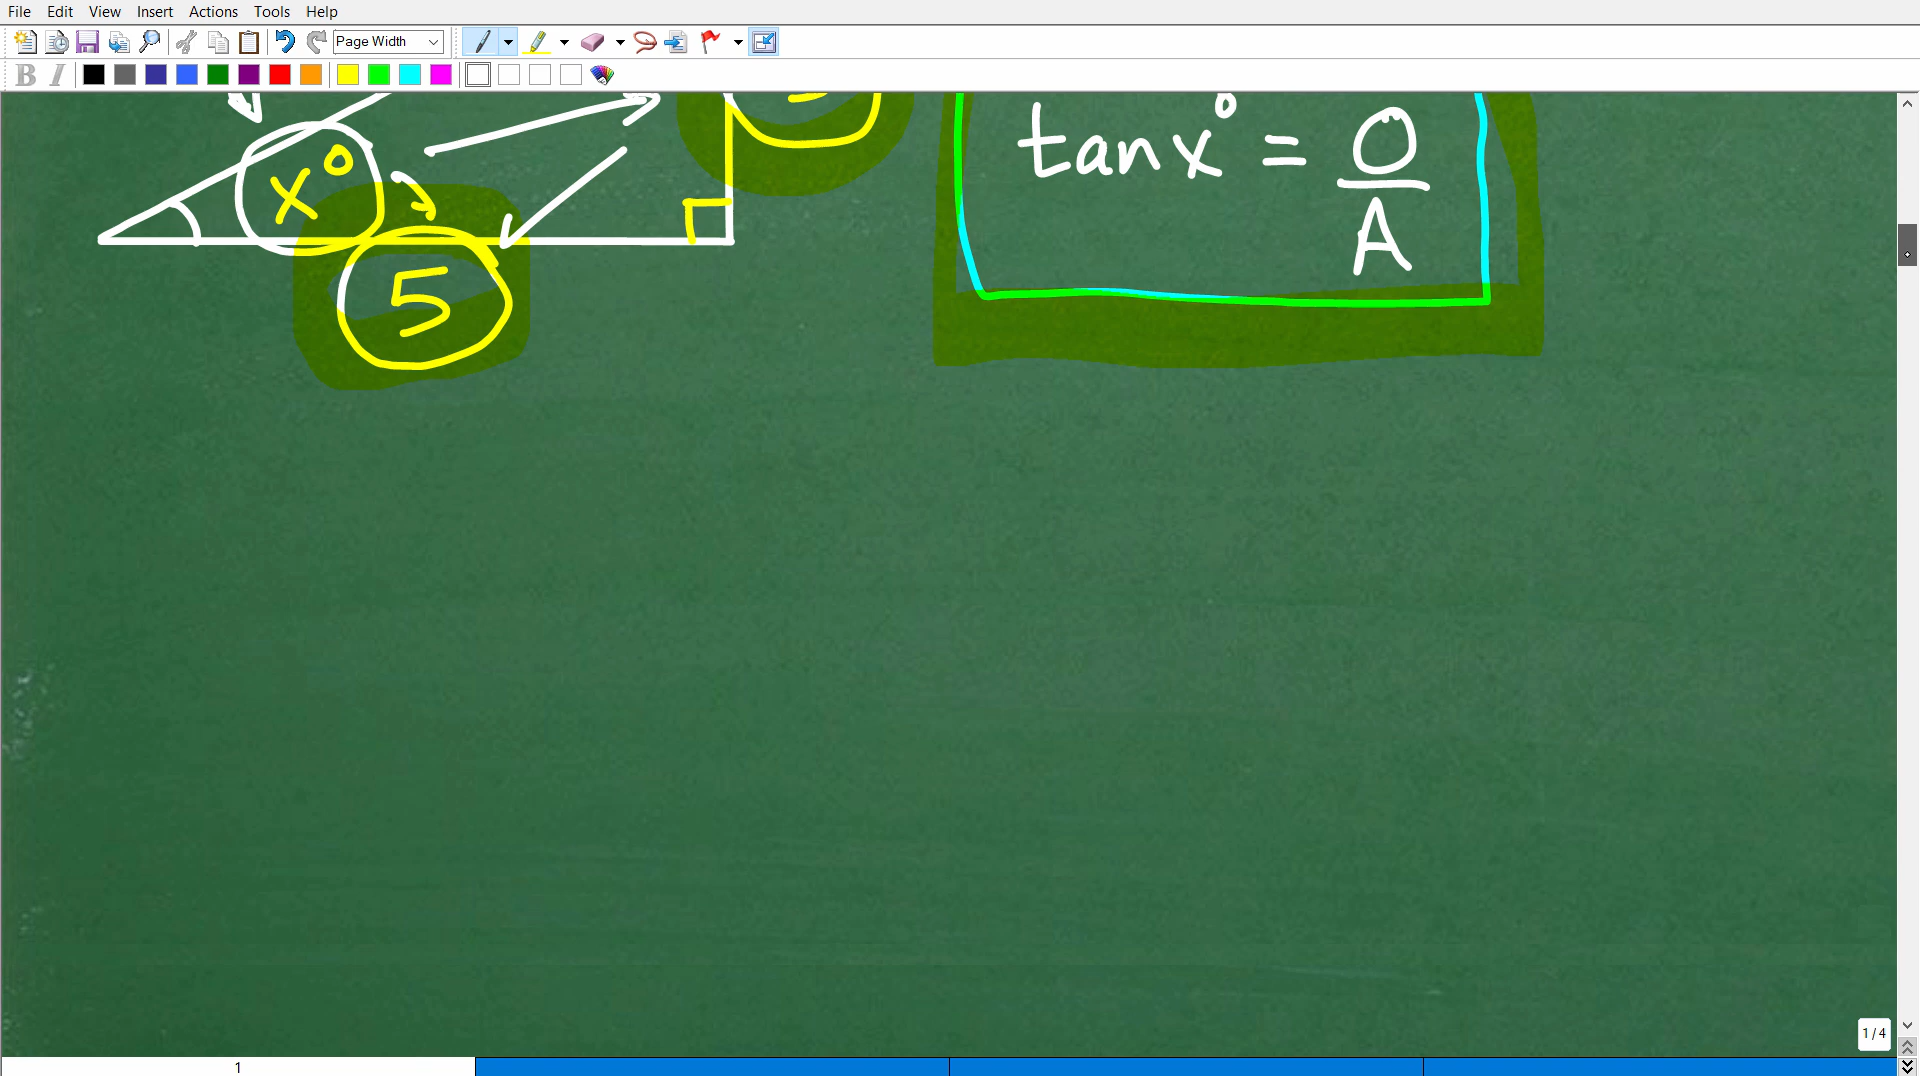 File Edit View Insert Actions Tools Help
Page Width
B I
x°
5
tan x° = O/A
1 / 4
1